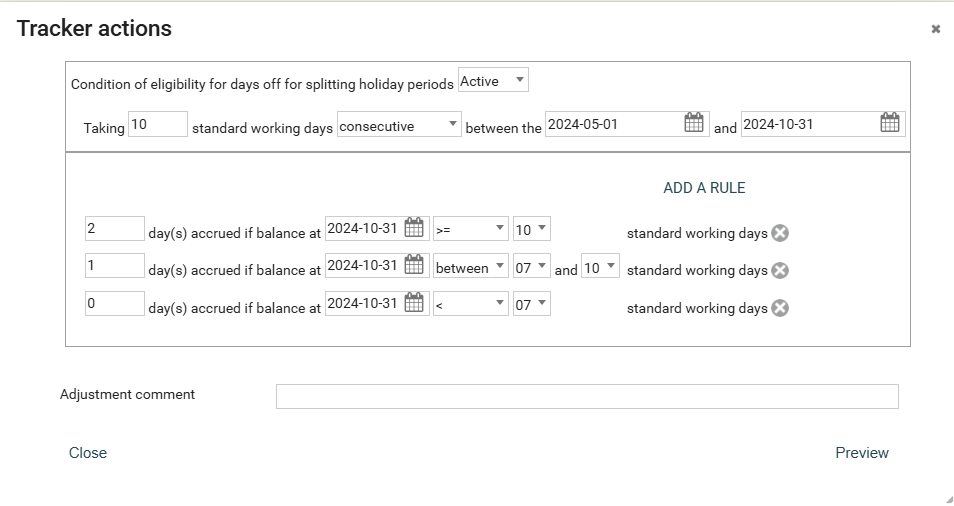 Tracker actions
Condition of eligibility for days off for splitting holiday periods Active
Taking 10 standard working days consecutive between the 2024-05-01 and 2024-10-31
ADD A RULE
2 day(s) accrued if balance at 2024-10-31 >= 10 standard working days
1 day(s) accrued if balance at 2024-10-31 between 07 and 10 standard working days
0 day(s) accrued if balance at 2024-10-31 < 07 standard working days
Adjustment comment
Close Preview